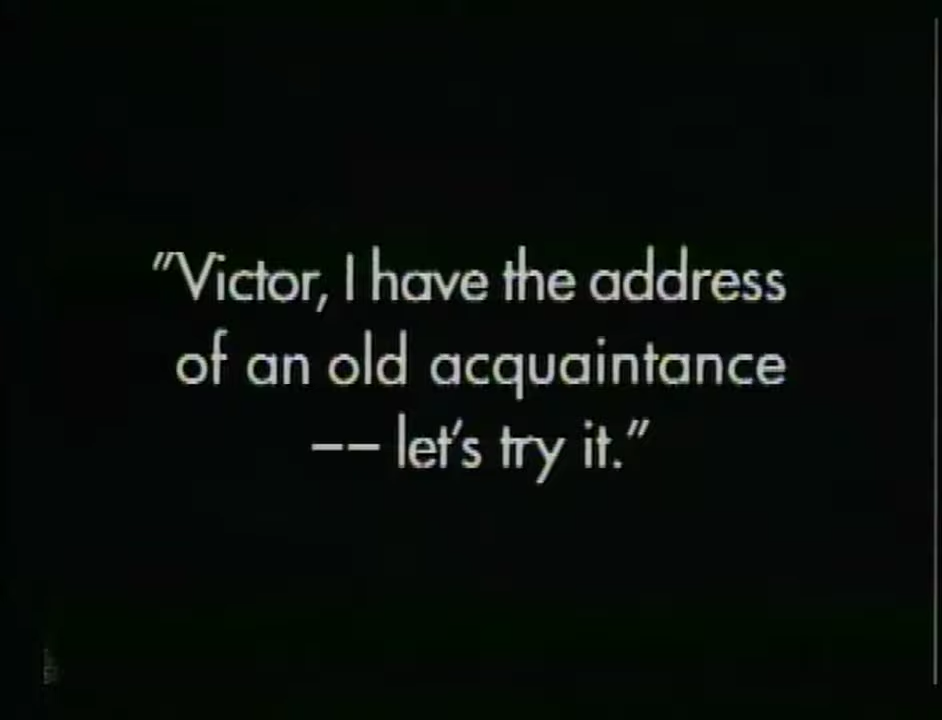 "Victor, I have the address
of an old acquaintance
-- let's try it."